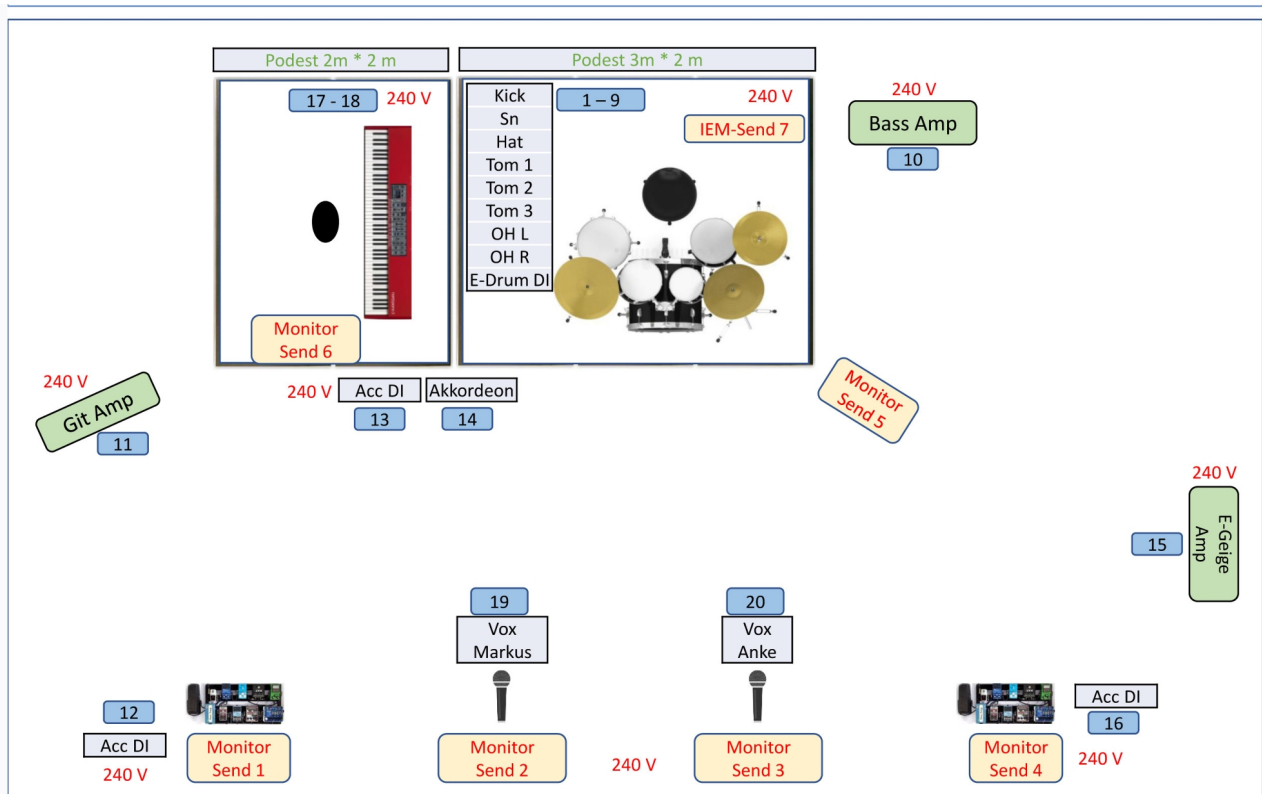 Podest 2m * 2 m
Podest 3m * 2 m
17 - 18
240 V
Kick
Sn
Hat
Tom 1
Tom 2
Tom 3
OH L
OH R
E-Drum DI
1 – 9
240 V
IEM-Send 7
240 V
Bass Amp
10
Monitor
Send 6
240 V
Git Amp
11
240 V
Acc DI
13
Akkordeon
14
Monitor
Send 5
240 V
E-Geige
Amp
15
19
Vox
Markus
20
Vox
Anke
12
Acc DI
240 V
Monitor
Send 1
Monitor
Send 2
240 V
Monitor
Send 3
Monitor
Send 4
Acc DI
16
240 V